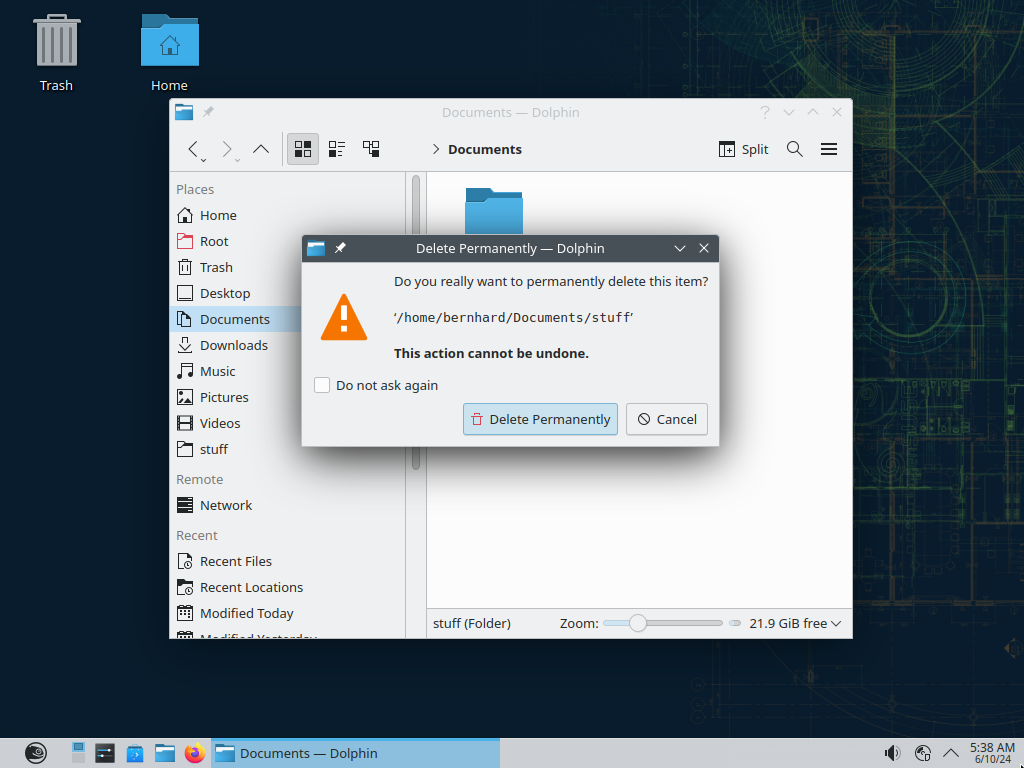 Trash
Home
Documents — Dolphin
Documents
Split
Places
Home
Root
Trash
Desktop
Documents
Downloads
Music
Pictures
Videos
stuff
Remote
Network
Recent
Recent Files
Recent Locations
Modified Today
Modified Yesterday
Delete Permanently — Dolphin
Do you really want to permanently delete this item?
‘/home/bernhard/Documents/stuff’
This action cannot be undone.
Do not ask again
Delete Permanently
Cancel
stuff (Folder)
Zoom:
21.9 GiB free
Documents — Dolphin
5:38 AM
6/10/24